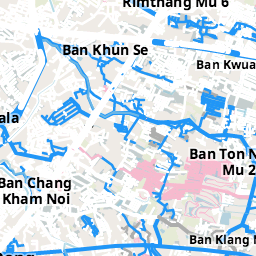 Rimthang Mu 6
Ban Khun Se
Ban Kwua
ala
Ban Ton N
Mu 2
Ban Chang
Kham Noi
Ban Klang